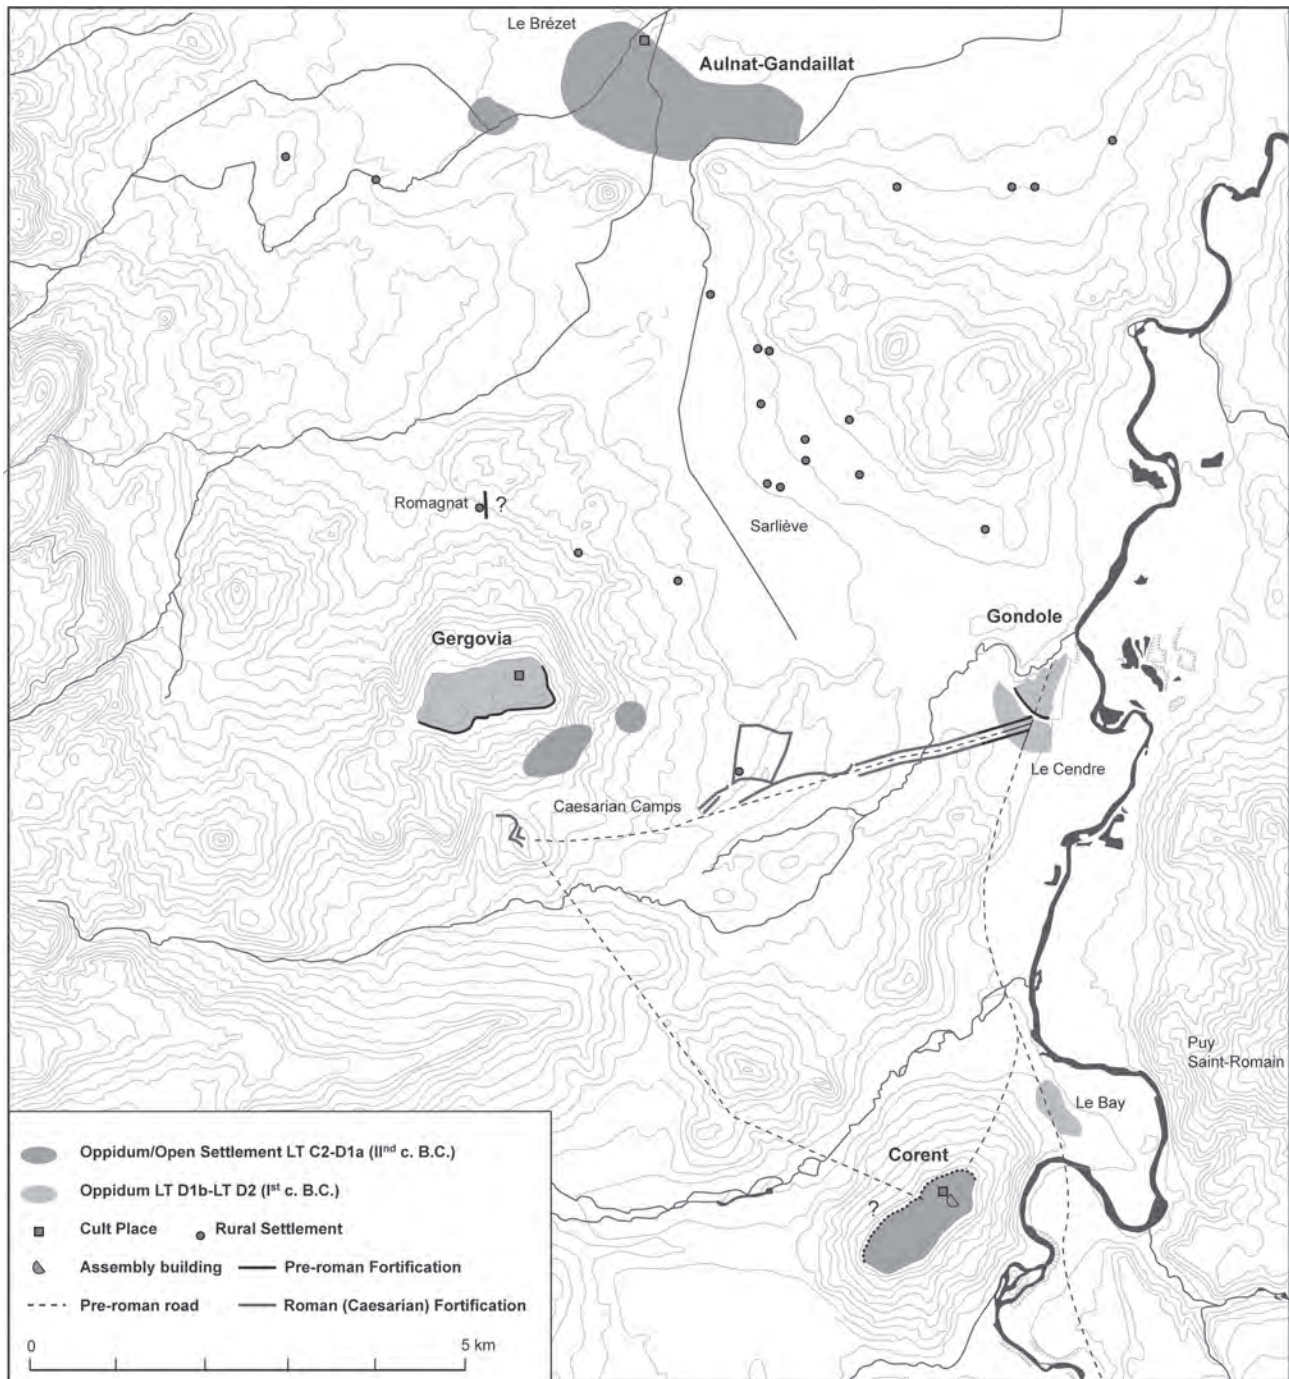 Le Brézet
Aulnat-Gandaillat
Romagnat
?
Sarliève
Gergovia
Gondole
Le Cendre
Caesarian Camps
Puy
Saint-Romain
Le Bay
Corent
?
Oppidum/Open Settlement LT C2-D1a (IInd c. B.C.)
Oppidum LT D1b-LT D2 (Ist c. B.C.)
Cult Place Rural Settlement
Assembly building Pre-roman Fortification
Pre-roman road Roman (Caesarian) Fortification
0 5 km